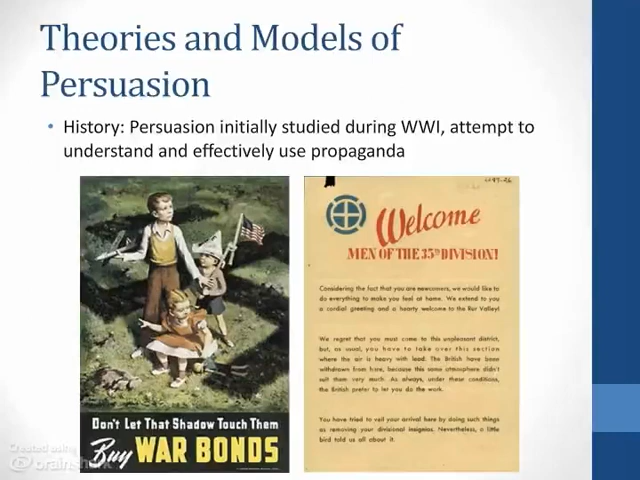 Theories and Models of
Persuasion
• History: Persuasion initially studied during WWI, attempt to
understand and effectively use propaganda
Don't Let That Shadow Touch Them
Buy WAR BONDS
Welcome
MEN OF THE 35TH DIVISION!
Considering the fact that you are newcomers, we would like to
do everything to make you feel at home. We extend to you
a cordial greeting and a hearty welcome to the Rur Valley!
We regret that you must come to this unpleasant district,
but, as usual, you have to take over this section
where the air is heavy with lead. The British have been
withdrawn from here, because this same atmosphere didn't
suit them very much. As always, under these conditions,
the British prefer to let you do the work.
You have tried to veil your arrival here by doing such things
as removing your divisional insignias. Nevertheless, a little
bird told us all about it.
Created using
brainshark